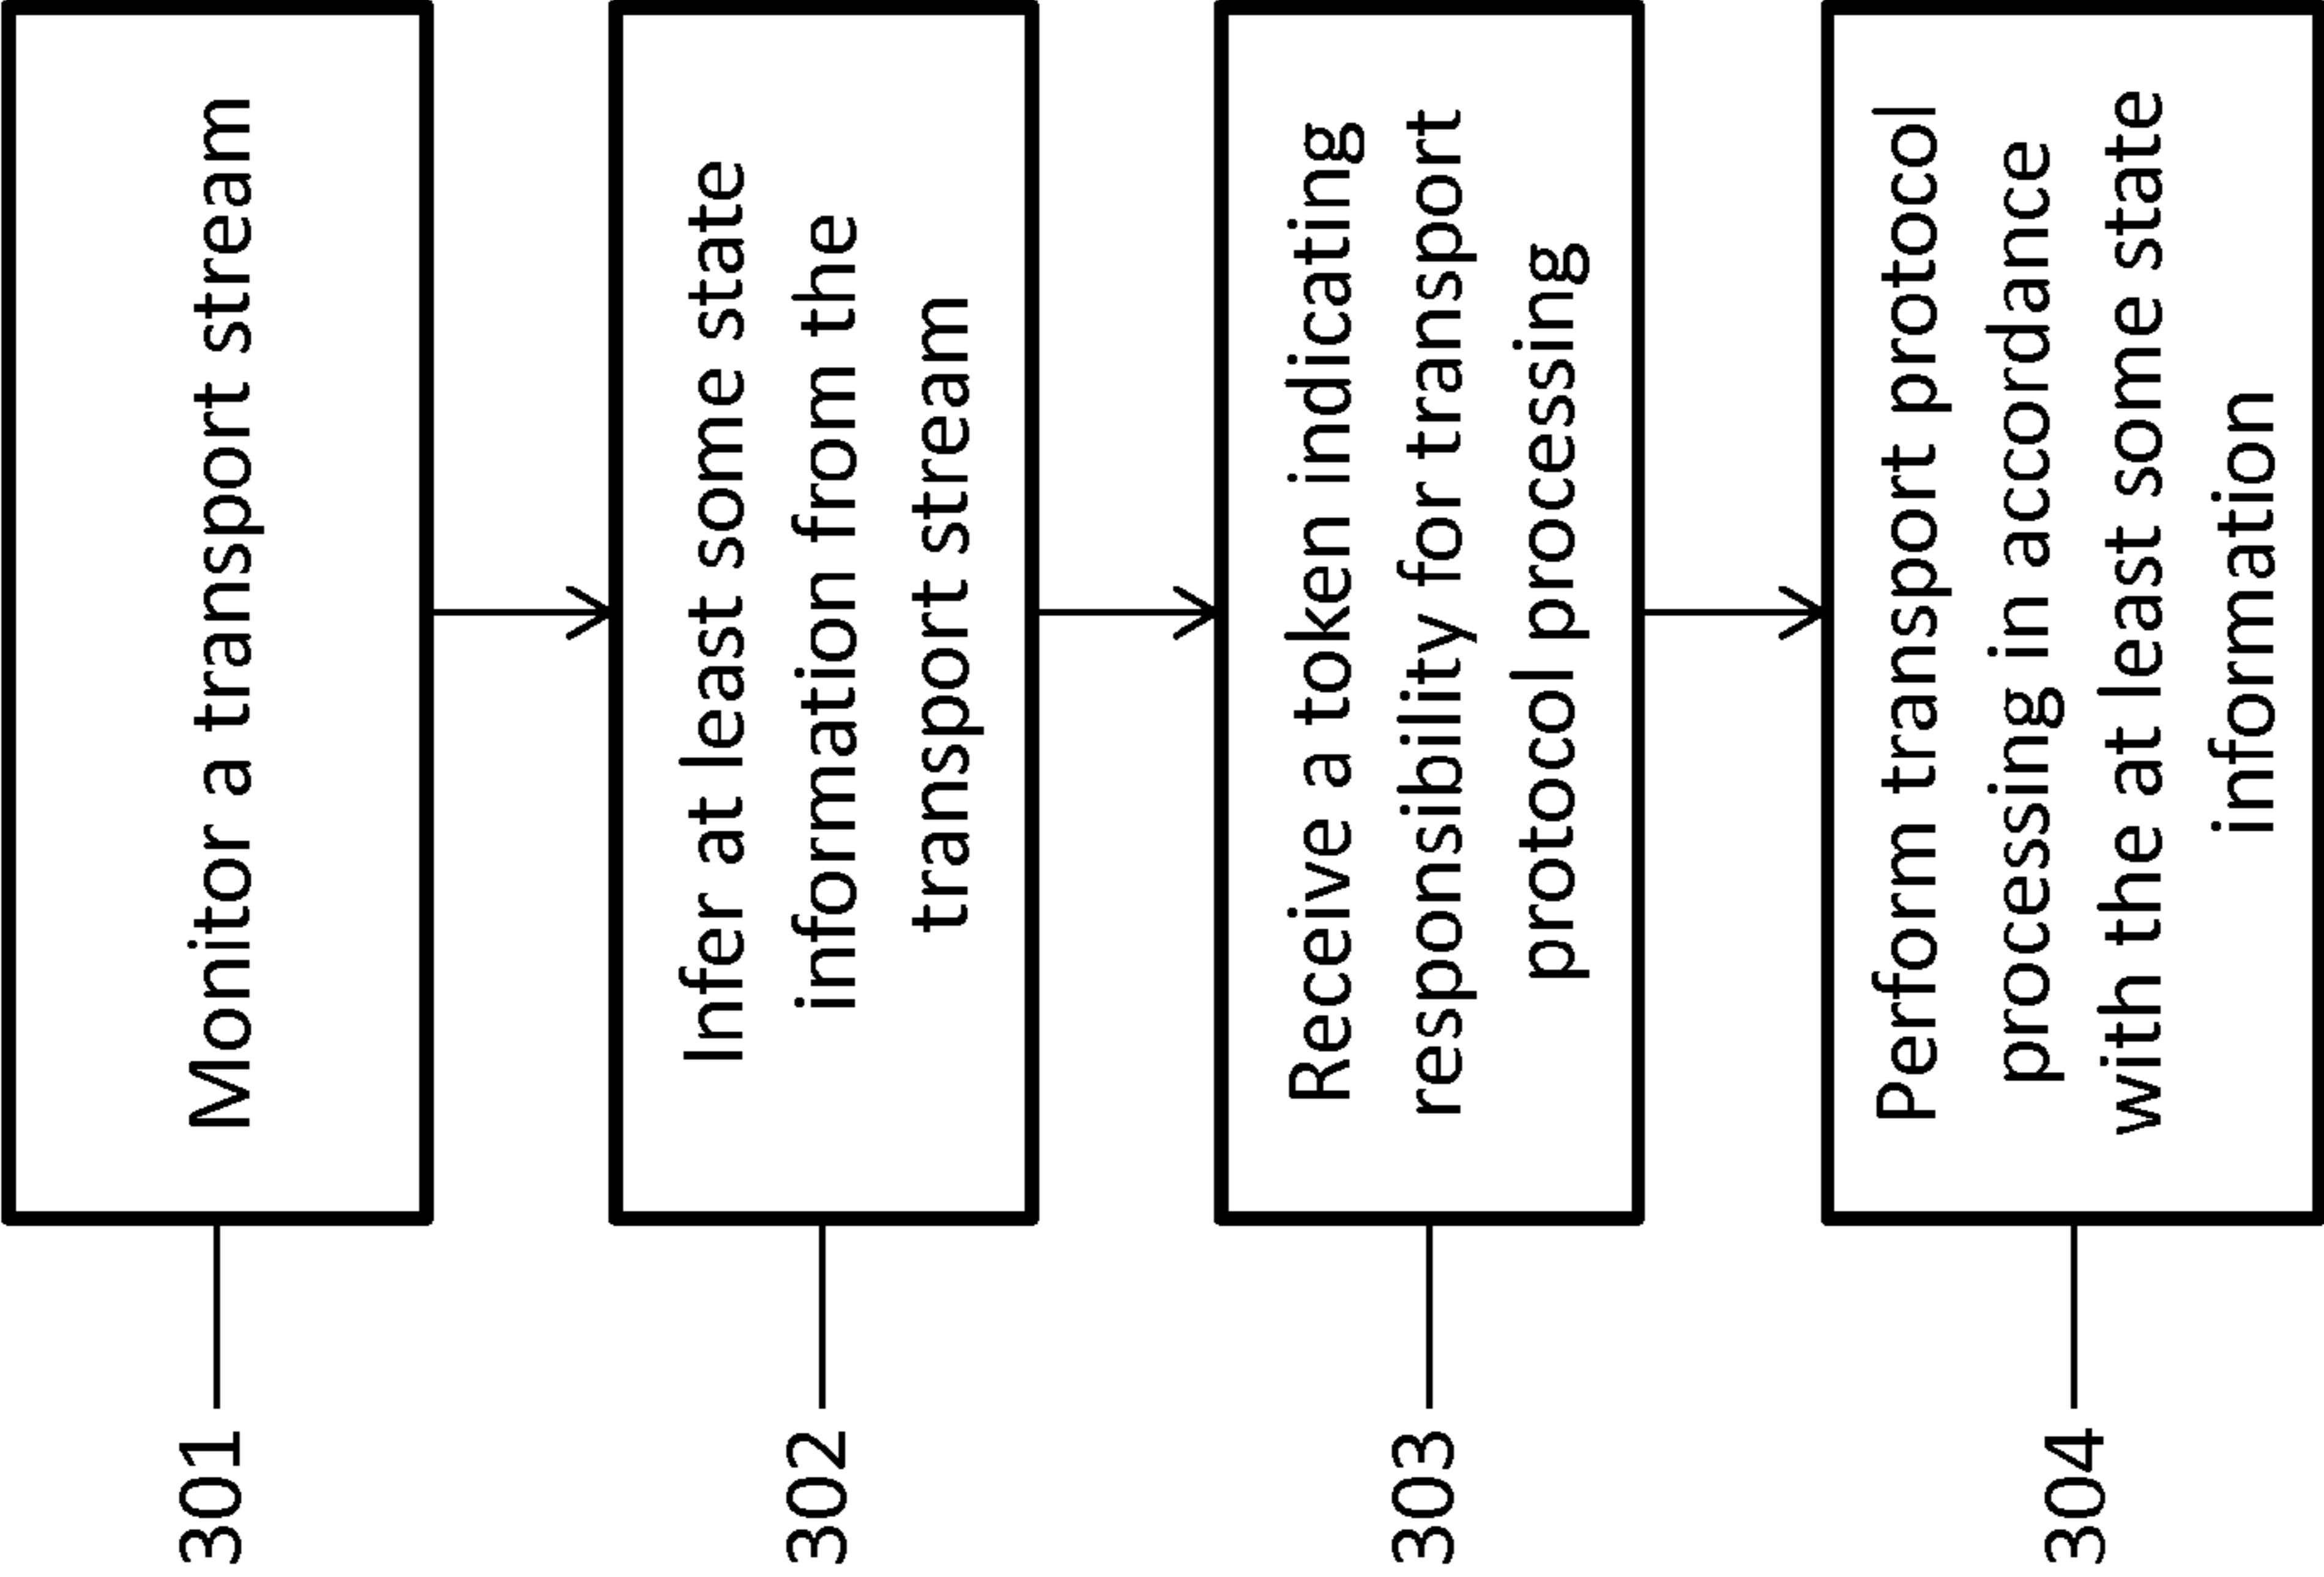 301
Monitor a transport stream
302
Infer at least some state
information from the
transport stream
303
Receive a token indicating
responsibility for transport
protocol processing
304
Perform transport protocol
processing in accordance
with the at least some state
information